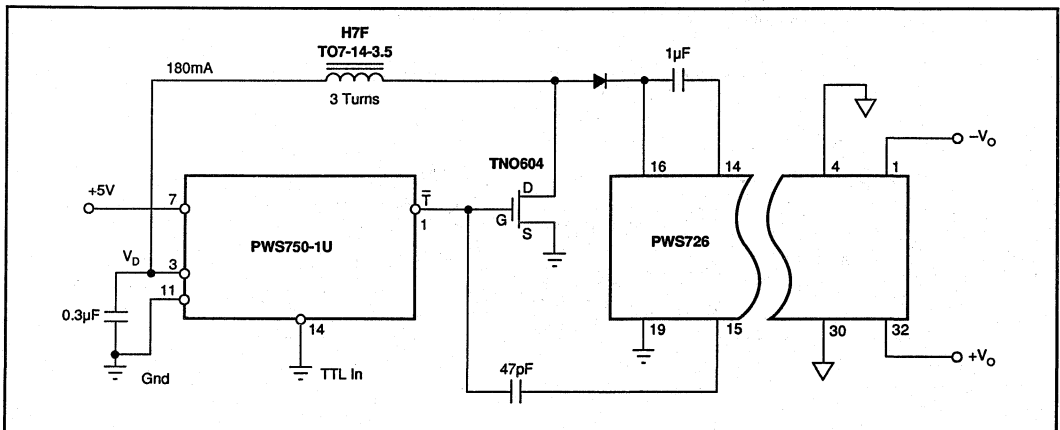 H7F
TO7-14-3.5
180mA
3 Turns
1µF
TNO604
D
G
S
16
14
4
1
–VO
+5V
7
T̅
1
PWS750-1U
PWS726
VD
3
11
0.3µF
14
Gnd
TTL In
19
15
30
32
+VO
47pF